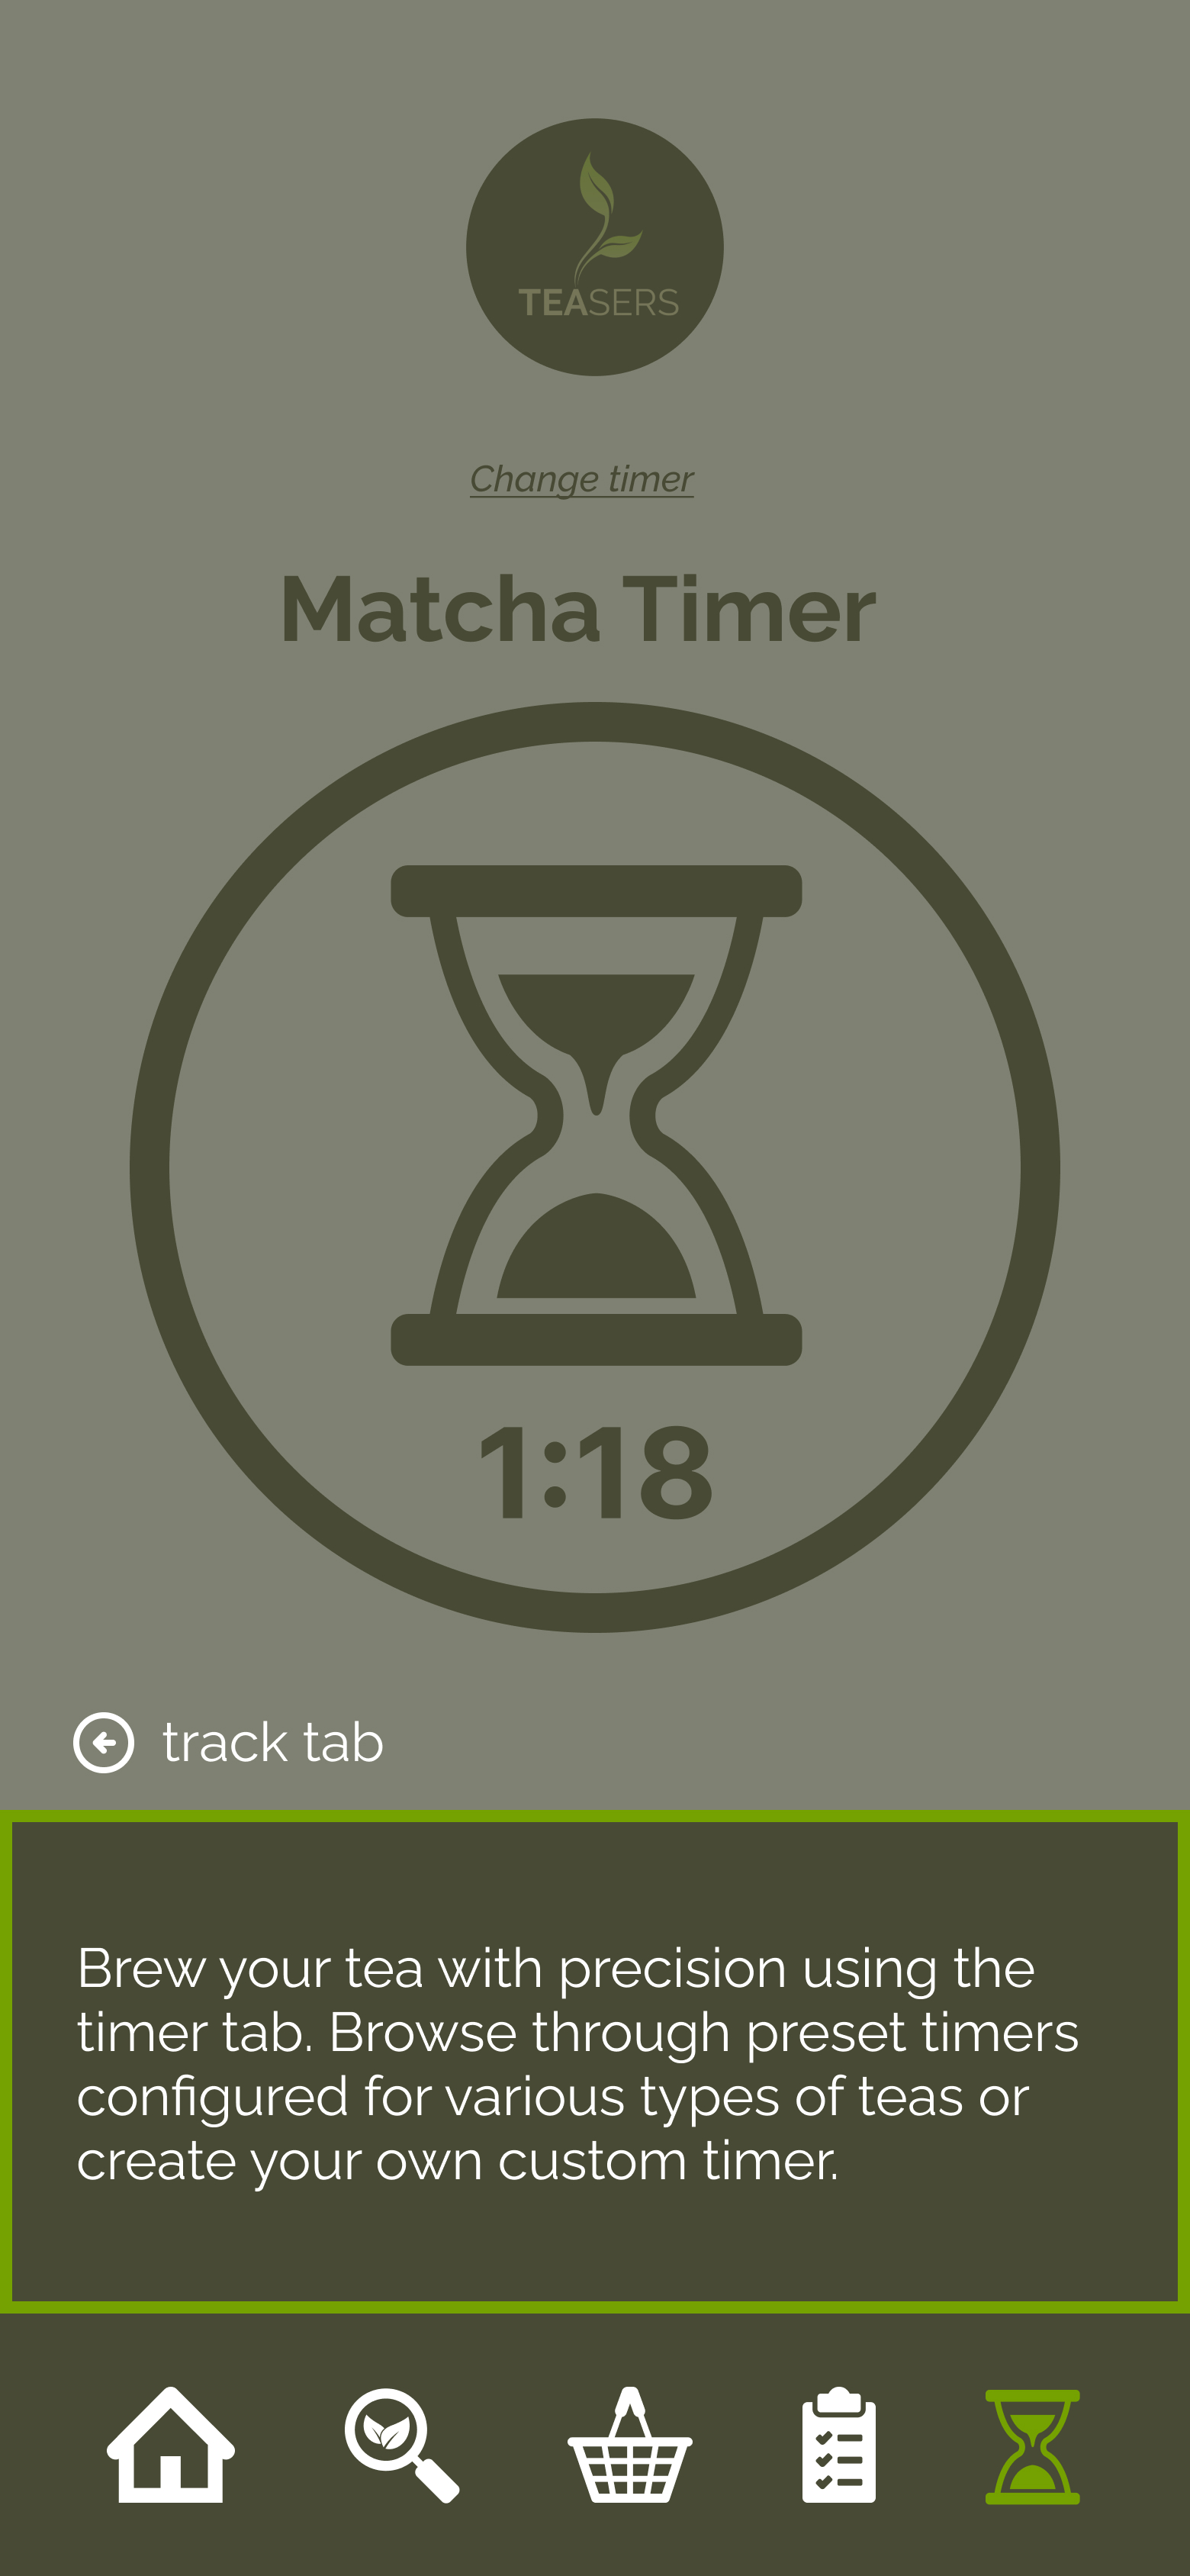 TEASERS
Change timer
Matcha Timer
1:18
track tab
Brew your tea with precision using the
timer tab. Browse through preset timers
configured for various types of teas or
create your own custom timer.